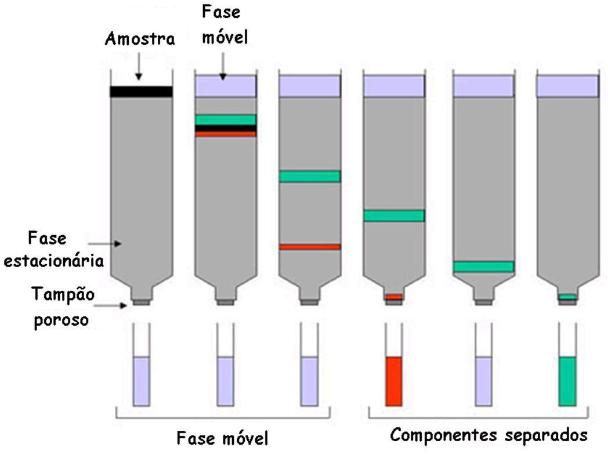 Amostra
Fase
móvel
Fase
estacionária
Tampão
poroso
Fase móvel
Componentes separados